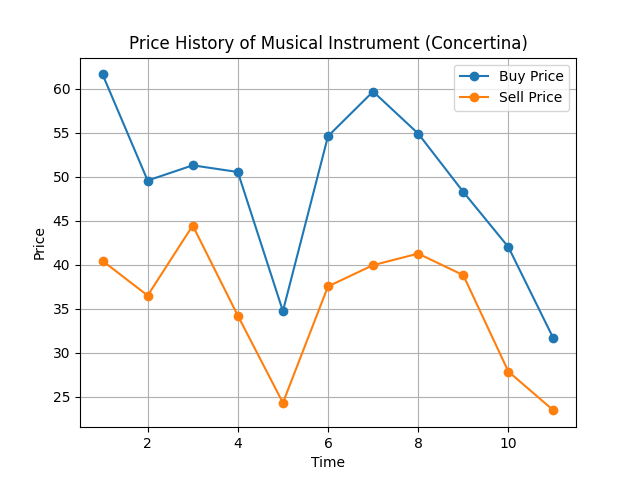 Price History of Musical Instrument (Concertina)
Buy Price
Sell Price
Price
60
55
50
45
40
35
30
25
2 4 6 8 10
Time